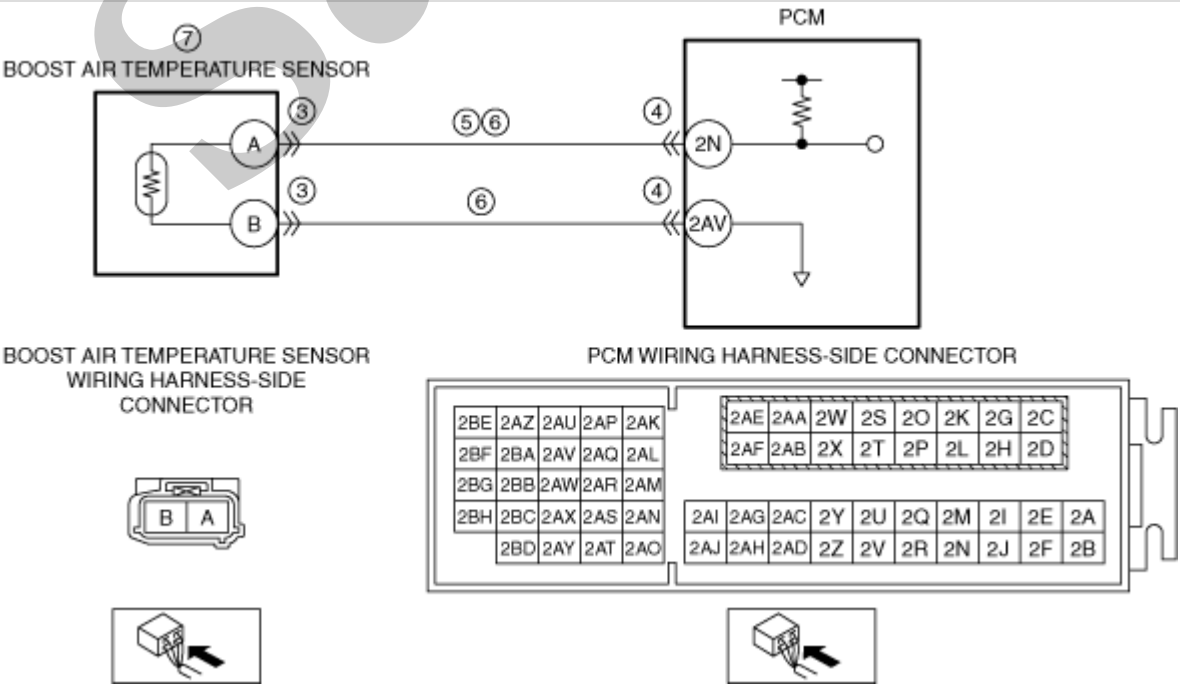 PCM
⑦
BOOST AIR TEMPERATURE SENSOR
③ ⑤⑥ ④
A 2N
③ ⑥ ④
B 2AV
BOOST AIR TEMPERATURE SENSOR
WIRING HARNESS-SIDE
CONNECTOR
B A
PCM WIRING HARNESS-SIDE CONNECTOR
2BE 2AZ 2AU 2AP 2AK 2AE 2AA 2W 2S 2O 2K 2G 2C
2BF 2BA 2AV 2AQ 2AL 2AF 2AB 2X 2T 2P 2L 2H 2D
2BG 2BB 2AW 2AR 2AM
2BH 2BC 2AX 2AS 2AN 2AI 2AG 2AC 2Y 2U 2Q 2M 2I 2E 2A
2BD 2AY 2AT 2AO 2AJ 2AH 2AD 2Z 2V 2R 2N 2J 2F 2B